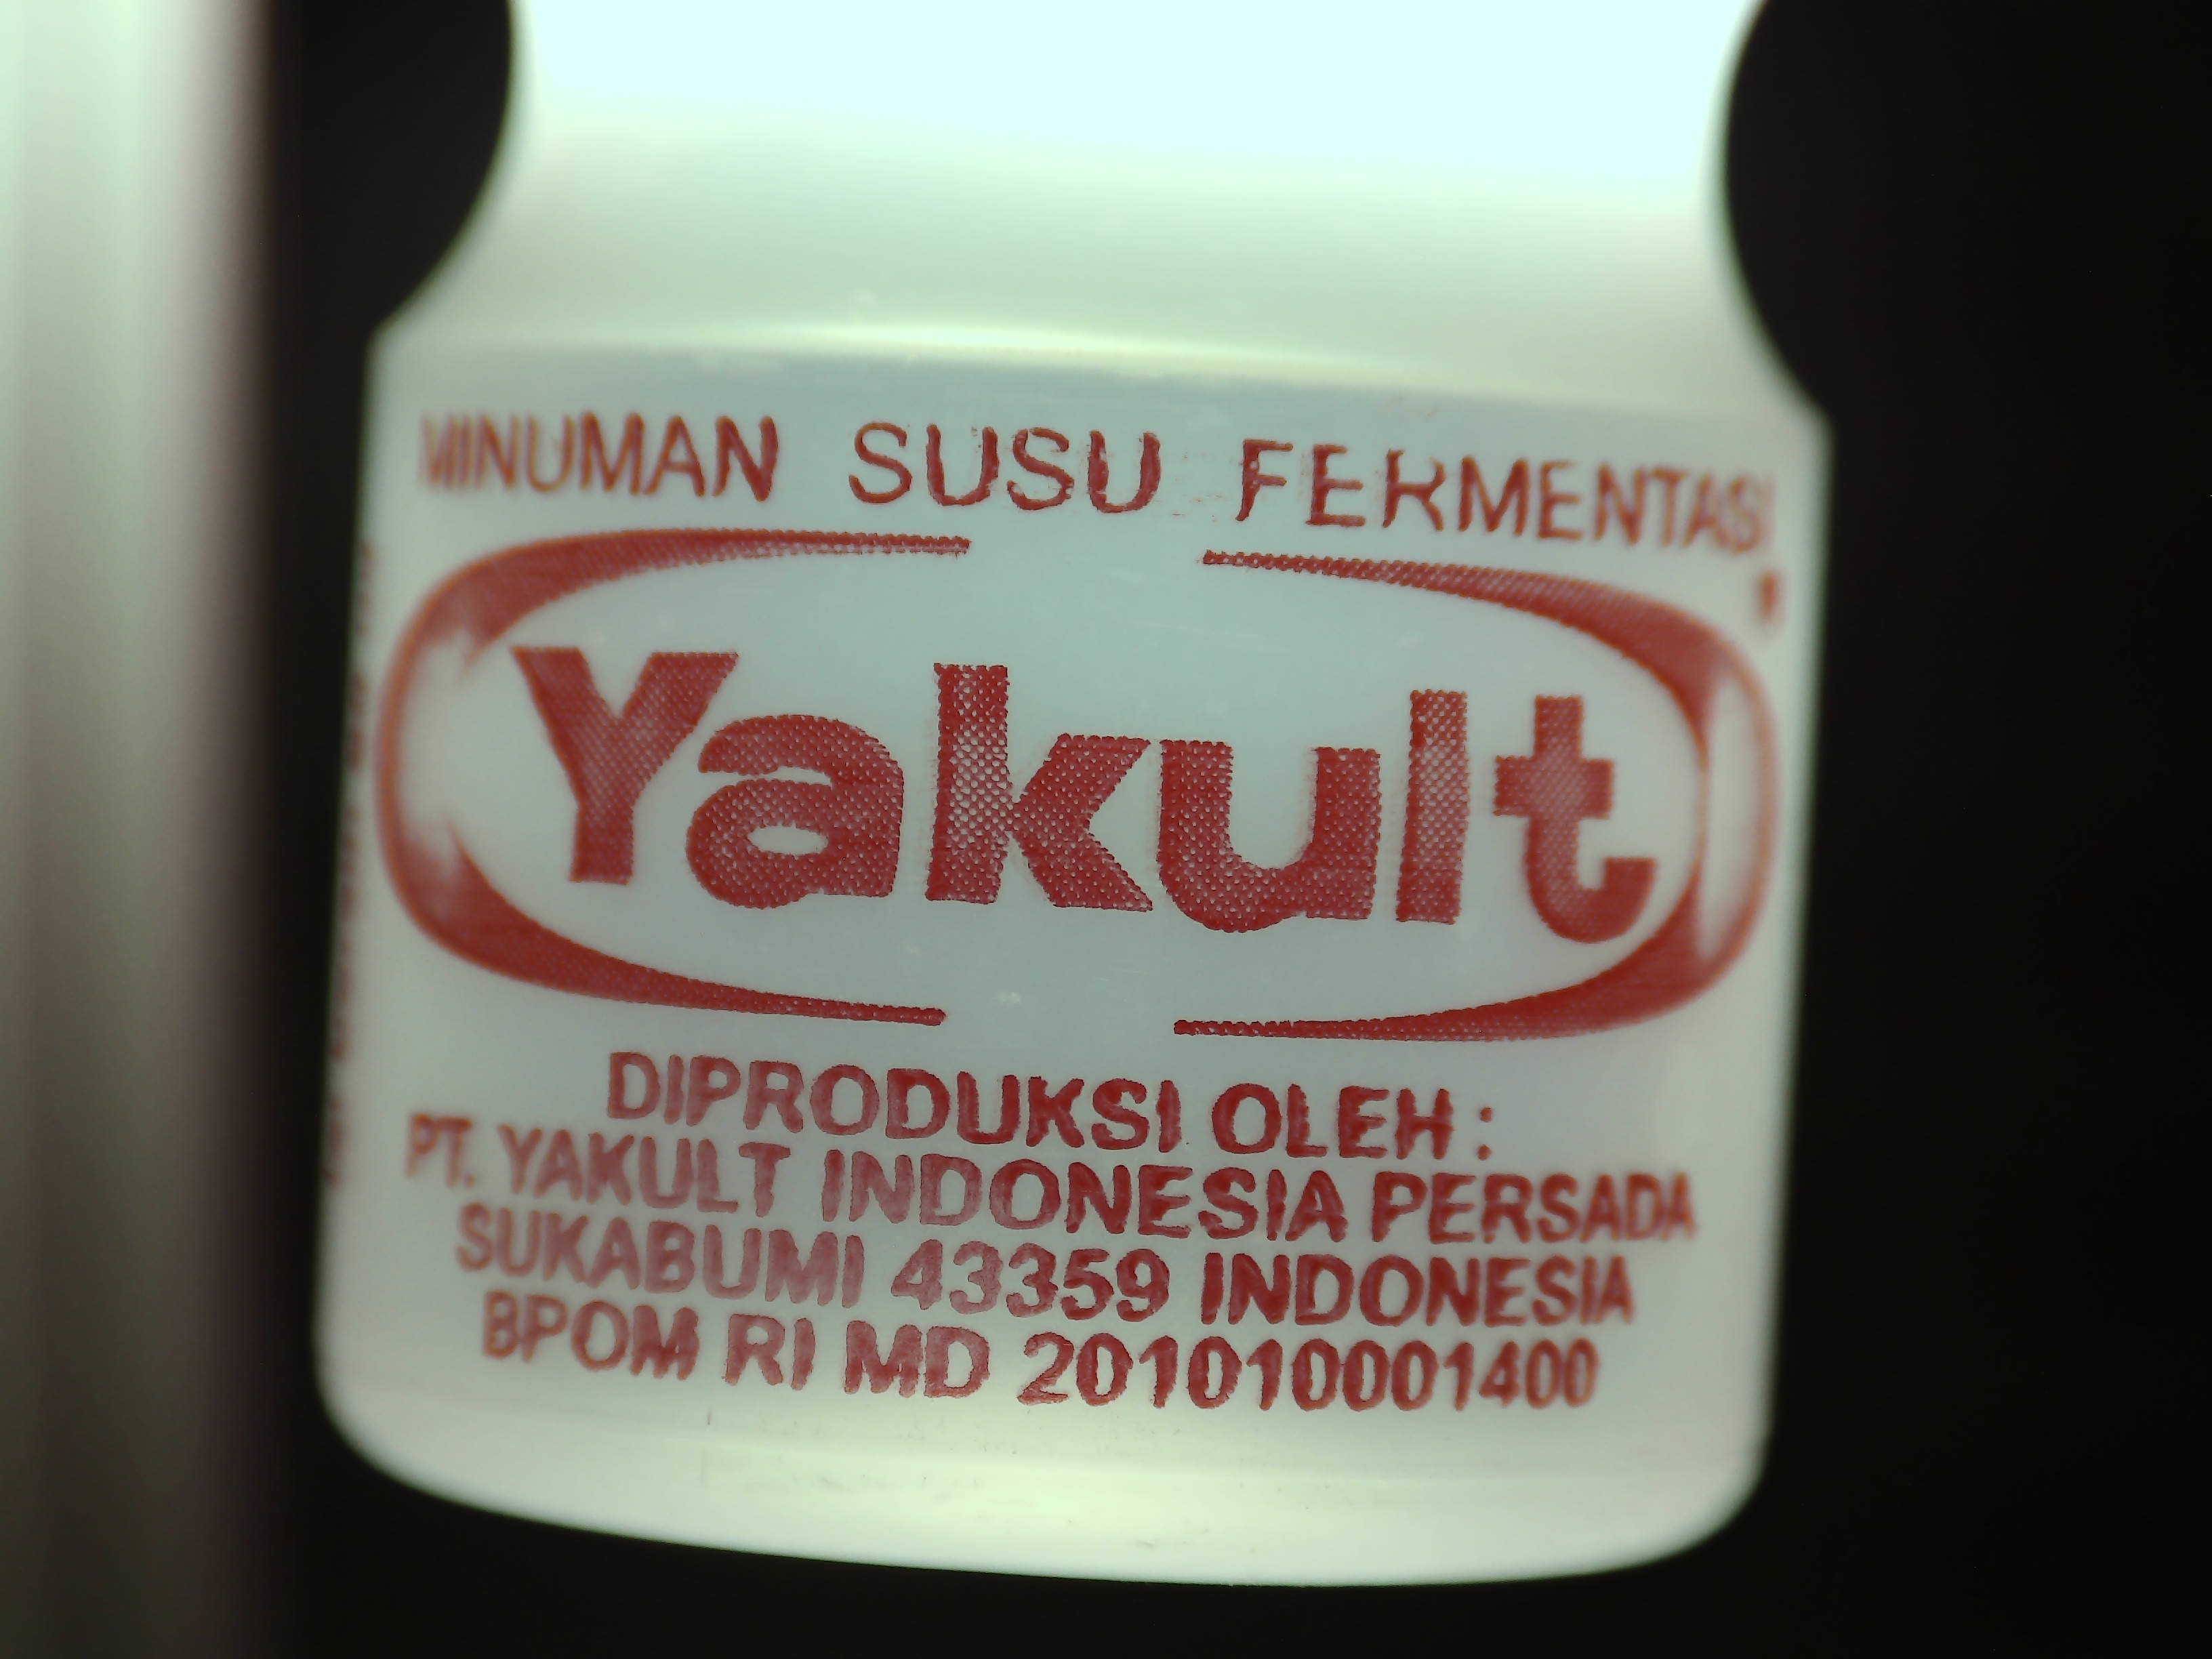 MINUMAN SUSU FERMENTASI
Yakult
DIPRODUKSI OLEH :
PT. YAKULT INDONESIA PERSADA
SUKABUMI 43359 INDONESIA
BPOM RI MD 201010001400